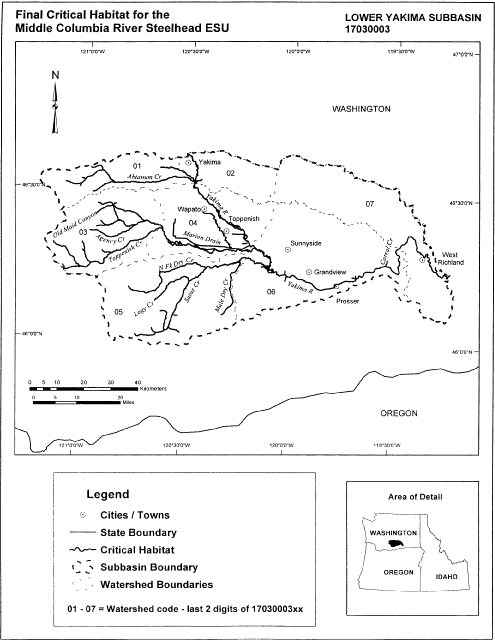 Final Critical Habitat for the
Middle Columbia River Steelhead ESU
LOWER YAKIMA SUBBASIN
17030003
121°0'0"W
120°30'0"W
120°0'0"W
119°30'0"W
47°0'0"N
N
WASHINGTON
01
Yakima
02
Ahtanum Cr
46°30'0"N
46°30'0"N
07
Yakima R
Wapato
04
Toppenish
Old Maid Canyon
03
Agency Cr
Marion Drain
Toppenish Cr
Sunnyside
Corral Cr
West
Richland
N Fk Dry Cr
Grandview
06
Yakima R
Prosser
Satus Cr
Mule Dry Cr
Logy Cr
05
46°0'0"N
46°0'0"N
0 5 10 20 30 40
Kilometers
0 5 10 20
Miles
OREGON
121°0'0"W
120°30'0"W
120°0'0"W
119°30'0"W
Legend
Cities / Towns
State Boundary
Critical Habitat
Subbasin Boundary
Watershed Boundaries
01 - 07 = Watershed code - last 2 digits of 17030003xx
Area of Detail
WASHINGTON
OREGON
IDAHO